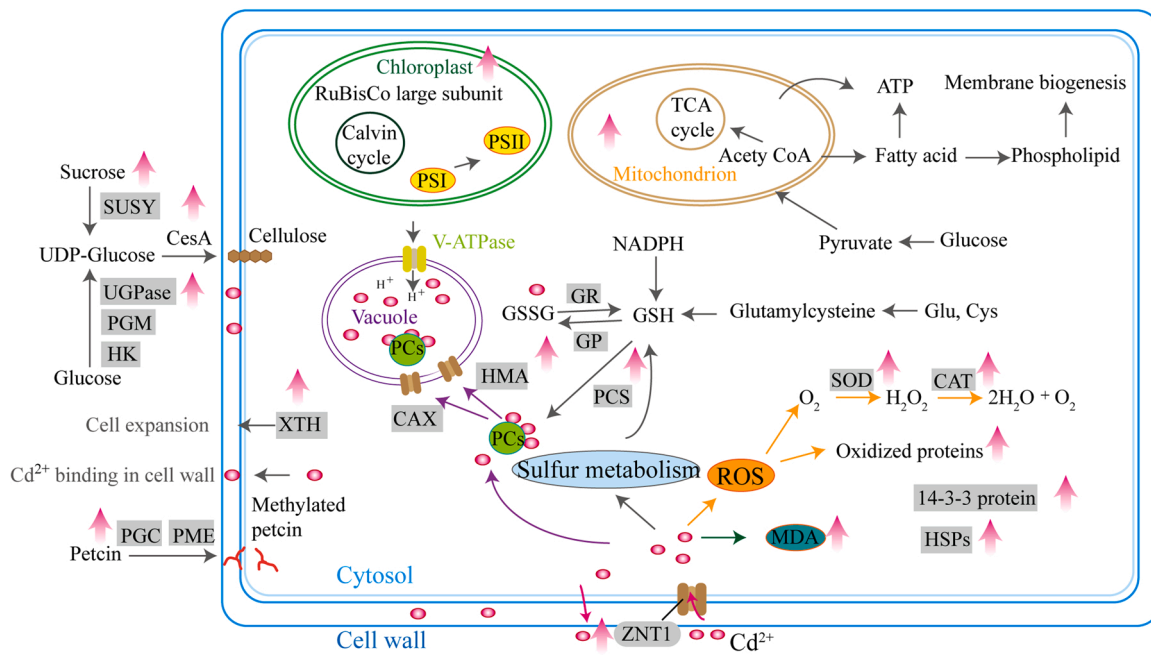 Chloroplast
RuBisCo large subunit
Calvin
cycle
PSII
PSI
TCA
cycle
Acety CoA
Mitochondrion
ATP
Membrane biogenesis
Fatty acid
Phospholipid
Pyruvate
Glucose
Sucrose
SUSY
UDP-Glucose
CesA
Cellulose
UGPase
PGM
HK
Glucose
V-ATPase
H⁺
H⁺
Vacuole
PCs
NADPH
GSSG
GR
GP
GSH
Glutamylcysteine
Glu, Cys
HMA
CAX
PCS
PCs
Cell expansion
XTH
Cd²⁺ binding in cell wall
Methylated
petcin
PGC
PME
Petcin
Sulfur metabolism
ROS
O₂
SOD
H₂O₂
CAT
2H₂O + O₂
Oxidized proteins
14-3-3 protein
HSPs
MDA
Cytosol
Cell wall
ZNT1
Cd²⁺